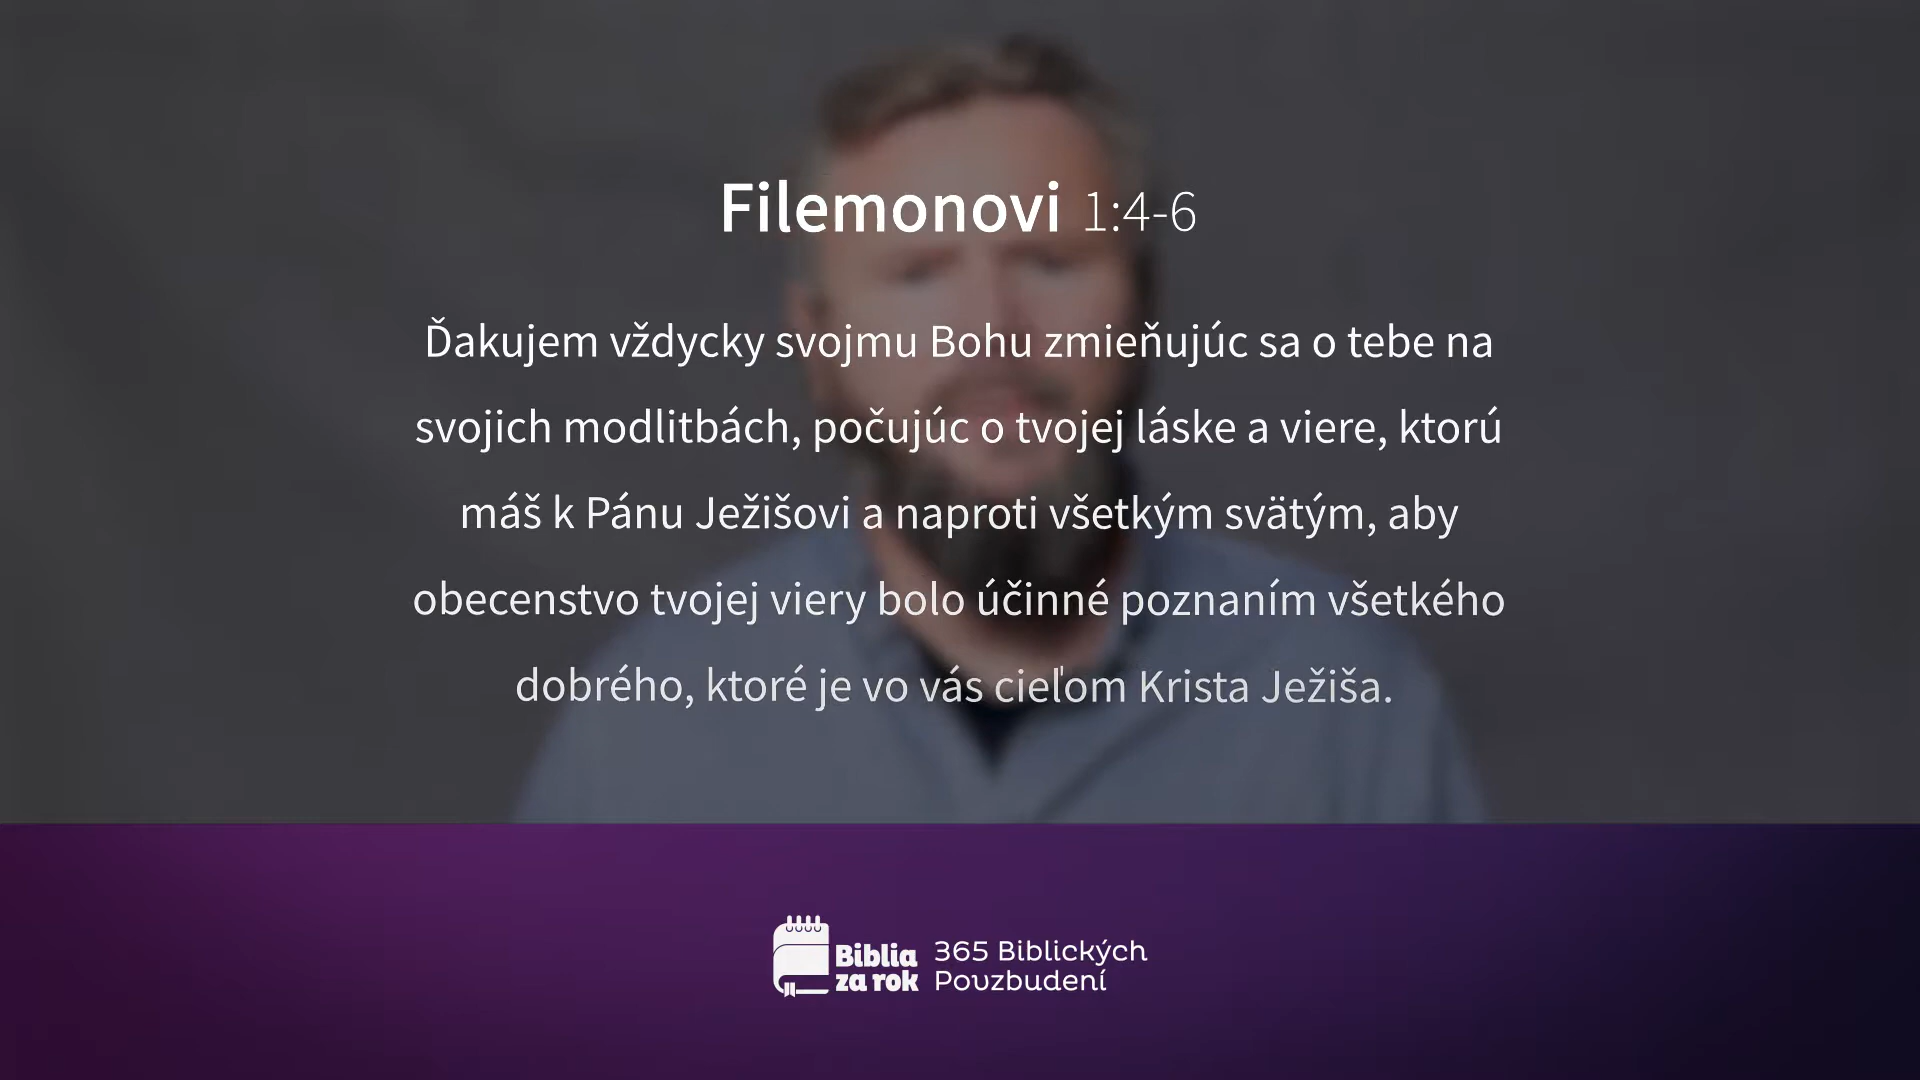 Filemonovi 1:4-6
Ďakujem vždycky svojmu Bohu zmieňujúc sa o tebe na
svojich modlitbách, počujúc o tvojej láske a viere, ktorú
máš k Pánu Ježišovi a naproti všetkým svätým, aby
obecenstvo tvojej viery bolo účinné poznaním všetkého
dobrého, ktoré je vo vás cieľom Krista Ježiša.
Biblia
za rok
365 Biblických
Povzbudení